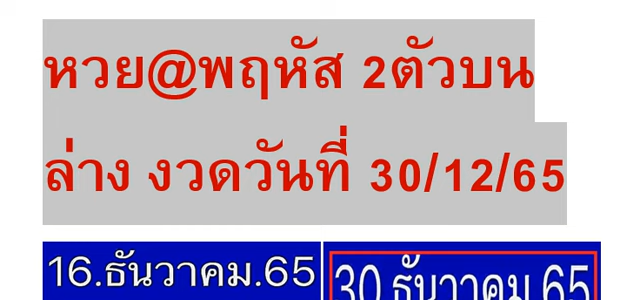 หวย@พฤหัส 2ตัวบน
ล่าง งวดวันที่ 30/12/65
16.ธันวาคม.65
30 ธันวาคม 65